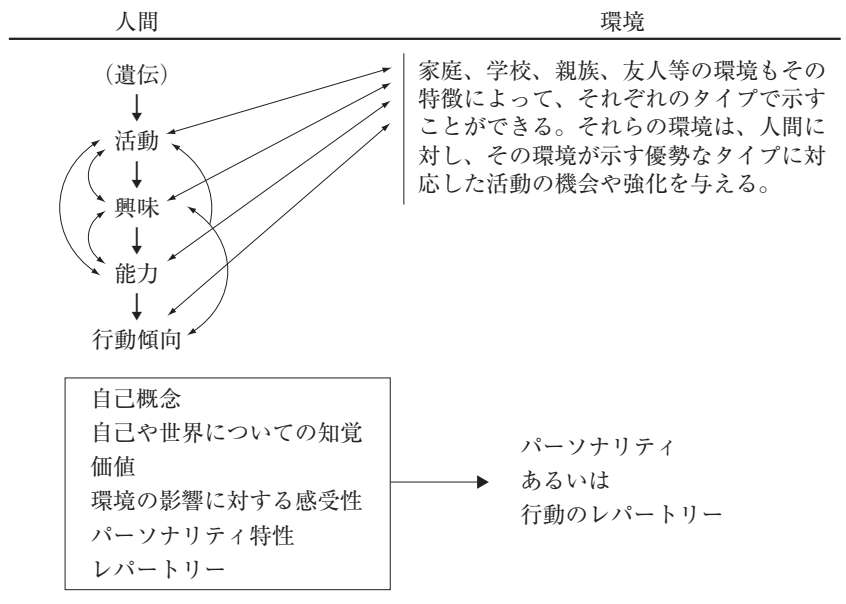 人間
環境
（遺伝）
活動
興味
能力
行動傾向
家庭、学校、親族、友人等の環境もその
特徴によって、それぞれのタイプで示す
ことができる。それらの環境は、人間に
対し、その環境が示す優勢なタイプに対
応した活動の機会や強化を与える。
自己概念
自己や世界についての知覚
価値
環境の影響に対する感受性
パーソナリティ特性
レパートリー
パーソナリティ
あるいは
行動のレパートリー